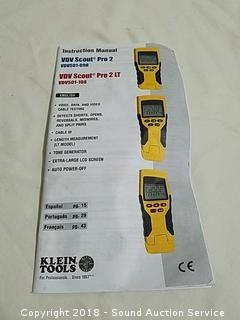 Instruction Manual
VDV Scout® Pro 2
VDV501-098
VDV Scout® Pro 2 LT
VDV501-108
ENGLISH
• VOICE, DATA, AND VIDEO
CABLE TESTING
• DETECTS SHORTS, OPENS,
REVERSALS, MISWIRES,
AND SPLIT PAIRS
• CABLE ID
• LENGTH MEASUREMENT
(LT MODEL)
• TONE GENERATOR
• EXTRA-LARGE LCD SCREEN
• AUTO POWER-OFF
Español pg. 15
Português pg. 29
Français pg. 43
KLEIN
TOOLS
For Professionals... Since 1857
CE
Copyright 2018 - Sound Auction Service